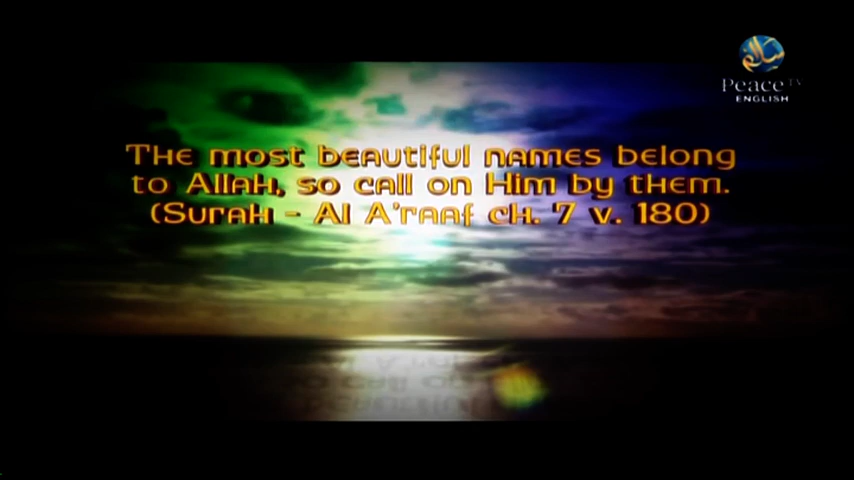 سلام
Peace TV
ENGLISH
The most beautiful names belong
to Allah, so call on Him by them.
(Surah - Al A'raaf ch. 7 v. 180)